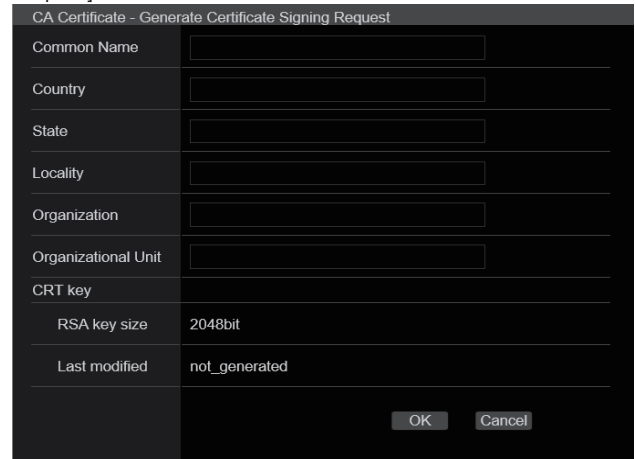 CA Certificate - Generate Certificate Signing Request
Common Name
Country
State
Locality
Organization
Organizational Unit
CRT key
RSA key size 2048bit
Last modified not_generated
OK Cancel